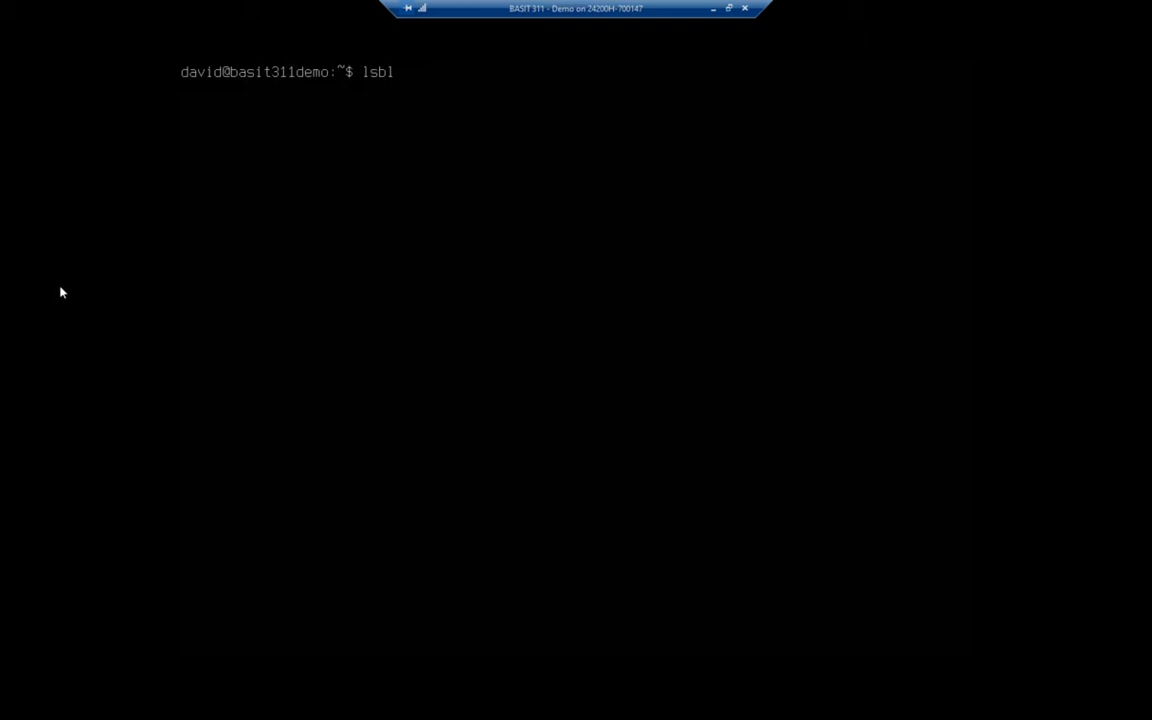 BASIT 311 - Demo on 24200H-700147
david@basit311demo:~$ lsbl